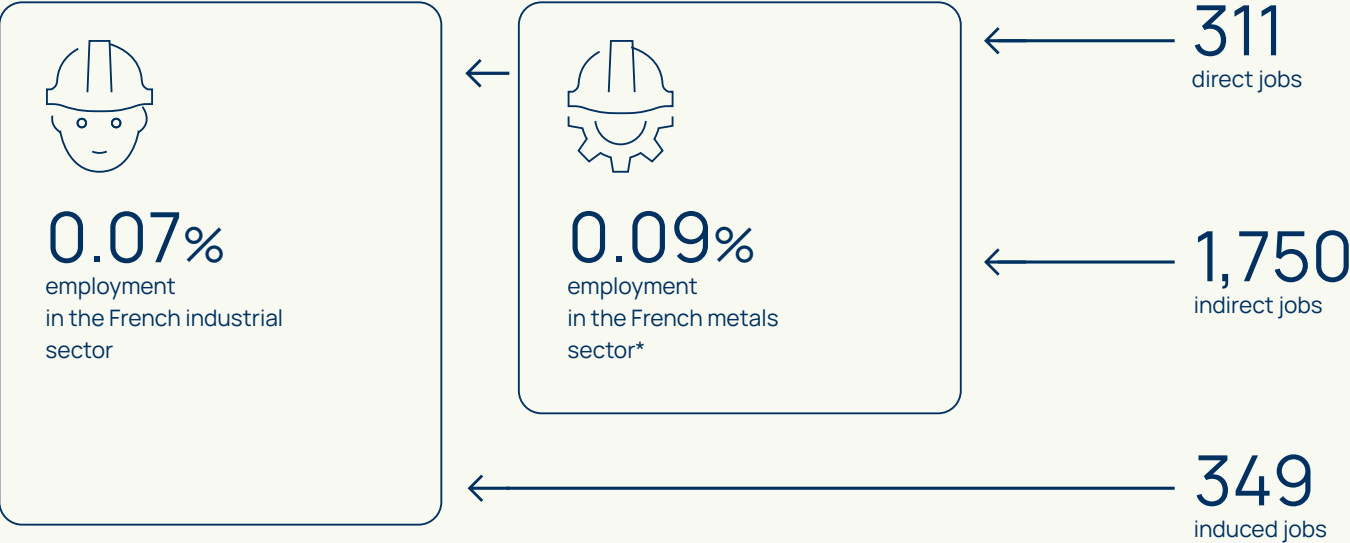 0.07%
employment
in the French industrial
sector
0.09%
employment
in the French metals
sector*
311
direct jobs
1,750
indirect jobs
349
induced jobs